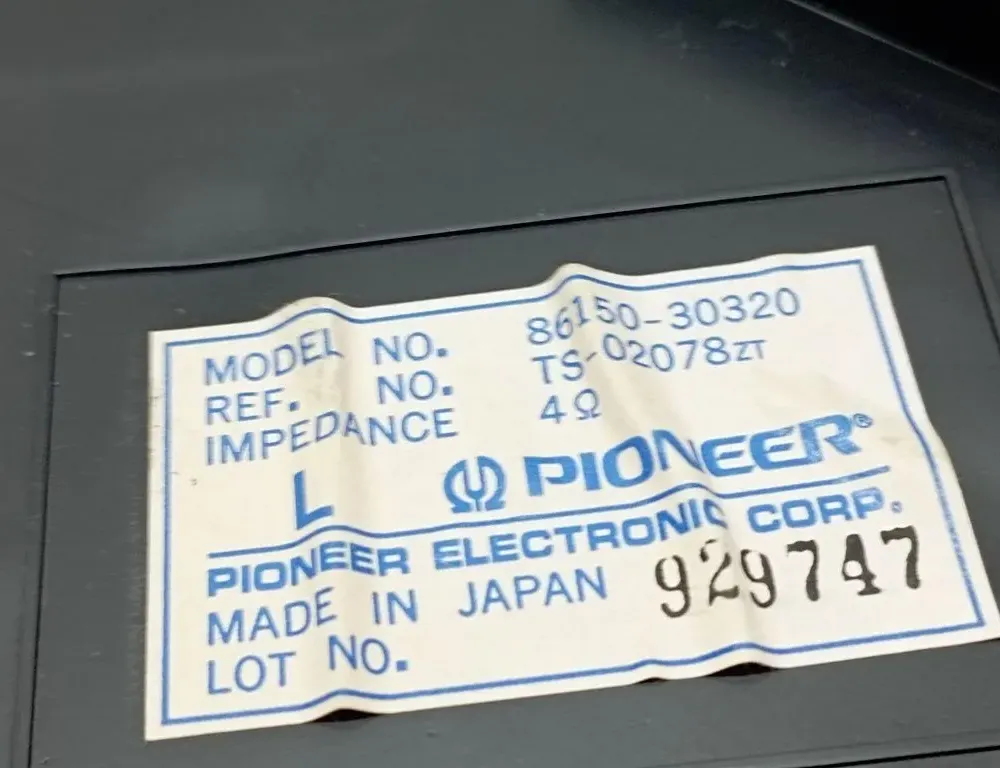 MODEL NO. 86150-30320
REF. NO. TS-02078ZT
IMPEDANCE 4Ω
L PIONEER®
PIONEER ELECTRONIC CORP.
MADE IN JAPAN 929747
LOT NO.